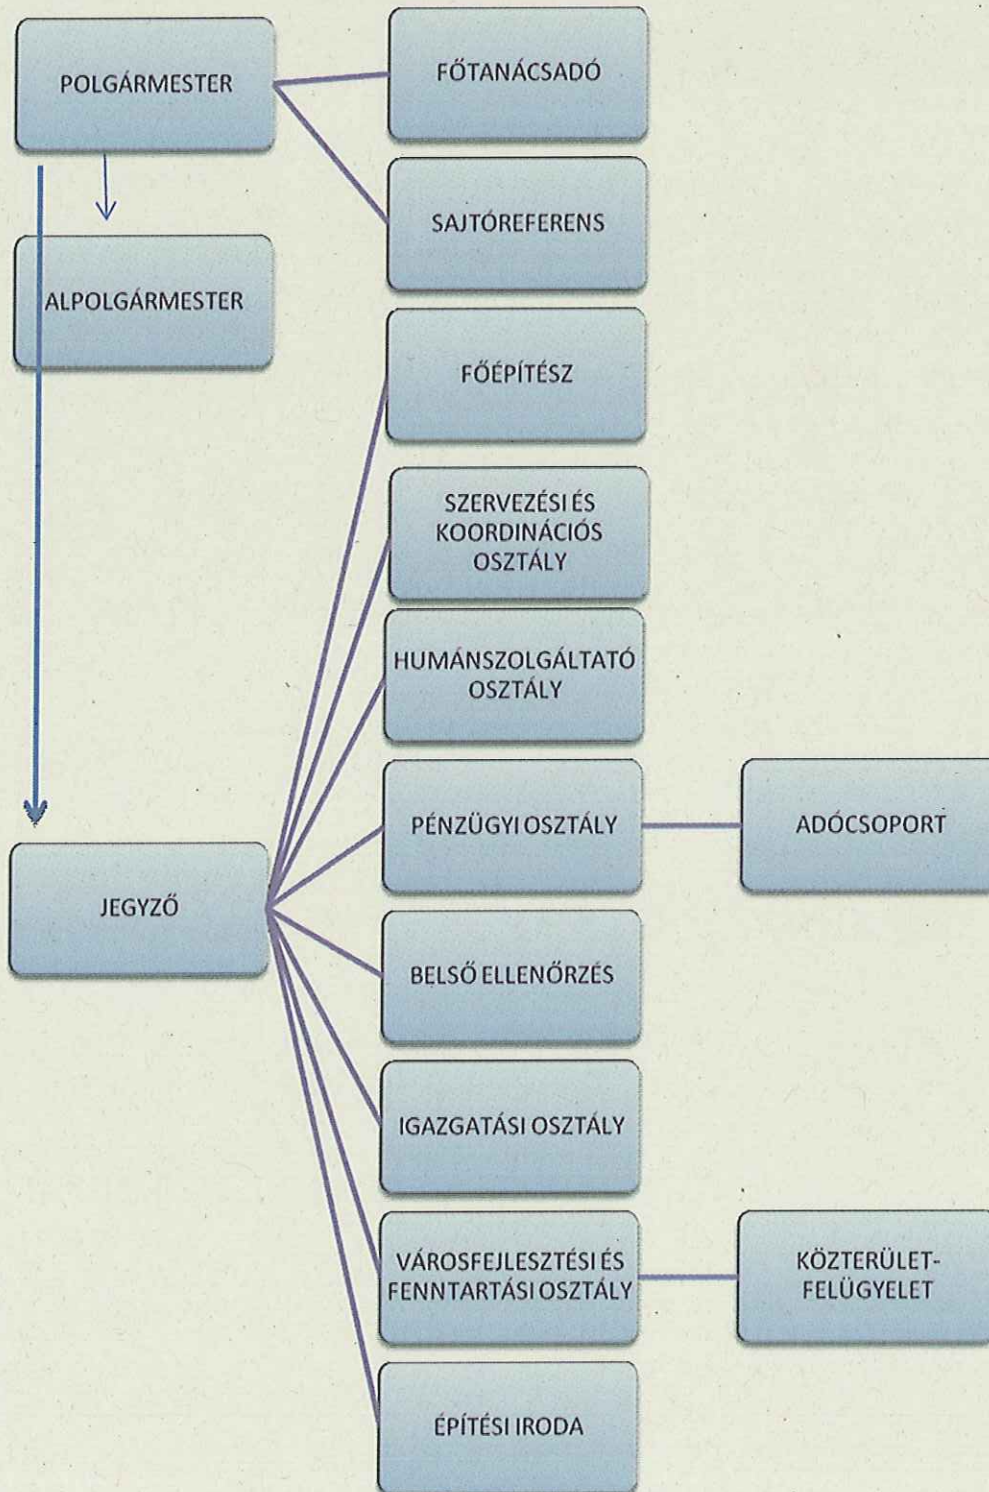 POLGÁRMESTER
FŐTANÁCSADÓ
SAJTÓREFERENS
ALPOLGÁRMESTER
FŐÉPÍTÉSZ
SZERVEZÉSI ÉS
KOORDINÁCIÓS
OSZTÁLY
HUMÁNSZOLGÁLTATÓ
OSZTÁLY
PÉNZÜGYI OSZTÁLY
ADÓCSOPORT
JEGYZŐ
BELSŐ ELLENŐRZÉS
IGAZGATÁSI OSZTÁLY
VÁROSFEJLESZTÉSI ÉS
FENNTARTÁSI OSZTÁLY
KÖZTERÜLET-
FELÜGYELET
ÉPÍTÉSI IRODA